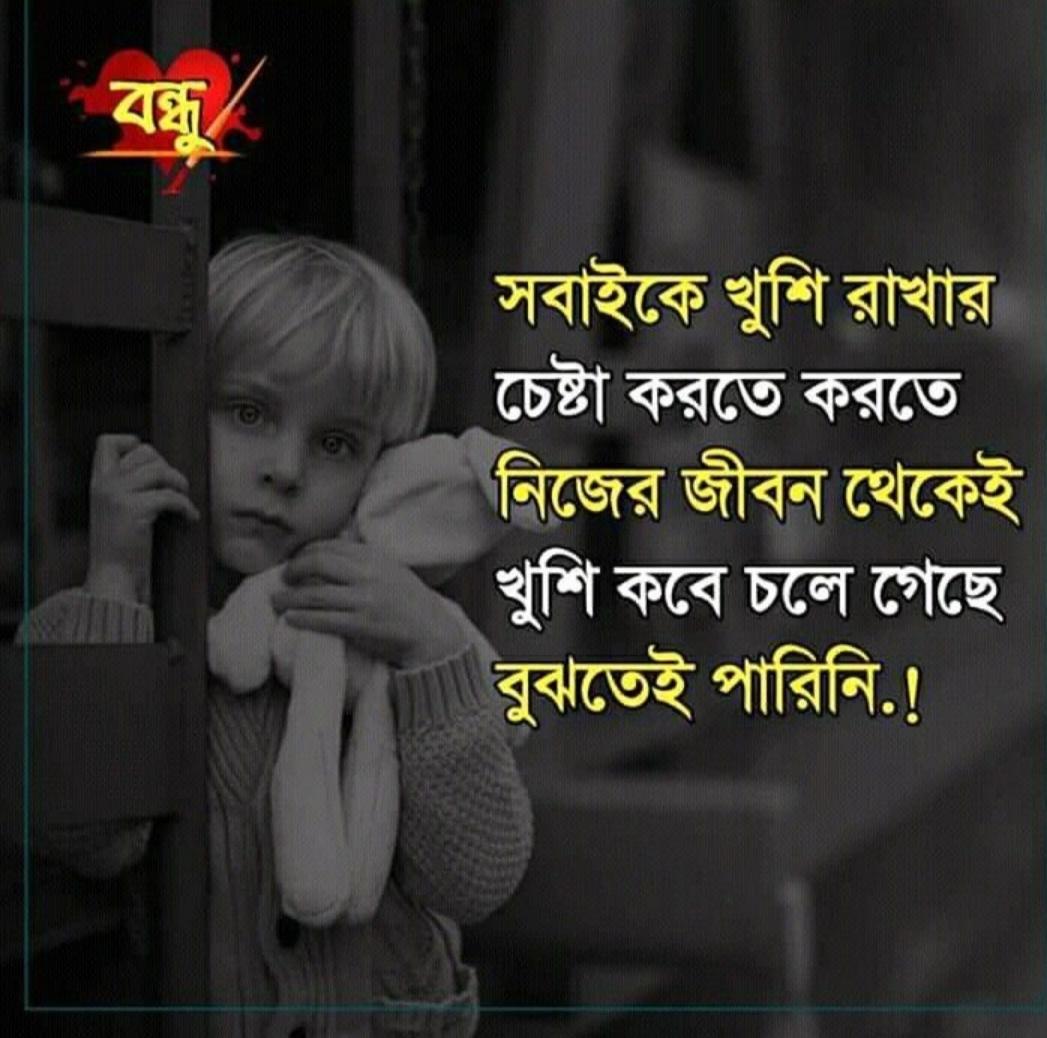 বন্ধু
সবাইকে খুশি রাখার
চেষ্টা করতে করতে
নিজের জীবন থেকেই
খুশি কবে চলে গেছে
বুঝতেই পারিনি.!